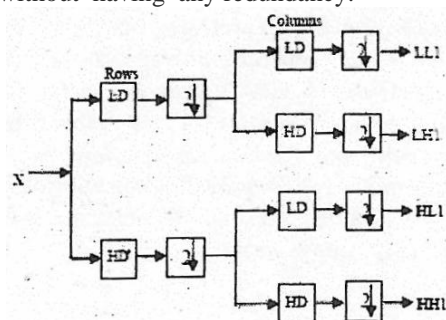 without having any redundancy.
Columns
LD 2 LL1
Rows
LD 2
HD 2 LH1
X
LD 2 HL1
HD 2
HD 2 HH1